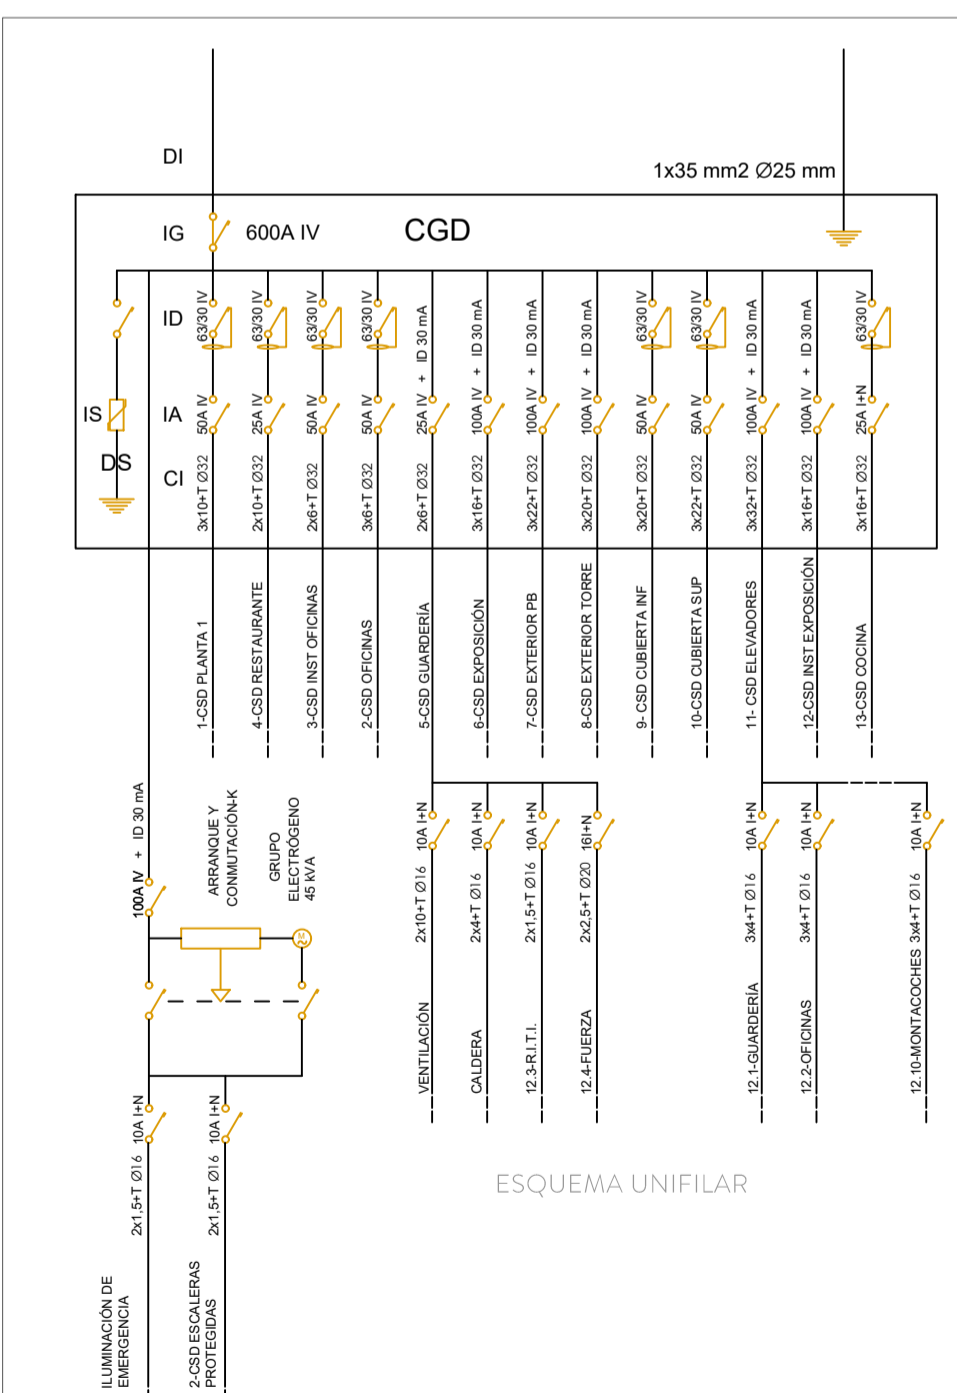 DI
1x35 mm2 Ø25 mm
IG
600A IV
CGD
ID
63/30 IV
63/30 IV
63/30 IV
63/30 IV
+ ID 30 mA
+ ID 30 mA
+ ID 30 mA
+ ID 30 mA
63/30 IV
63/30 IV
+ ID 30 mA
+ ID 30 mA
63/30 IV
IS
IA
50A IV
25A IV
50A IV
50A IV
25A IV
100A IV
100A IV
100A IV
50A IV
50A IV
100A IV
100A IV
25A I+N
DS
CI
3x10+T Ø32
2x10+T Ø32
2x6+T Ø32
3x6+T Ø32
2x6+T Ø32
3x16+T Ø32
3x22+T Ø32
3x20+T Ø32
3x20+T Ø32
3x22+T Ø32
3x32+T Ø32
3x16+T Ø32
3x16+T Ø32
1-CSD PLANTA 1
4-CSD RESTAURANTE
3-CSD INST OFICINAS
2-CSD OFICINAS
5-CSD GUARDERÍA
6-CSD EXPOSICIÓN
7-CSD EXTERIOR PB
8-CSD EXTERIOR TORRE
9- CSD CUBIERTA INF
10-CSD CUBIERTA SUP
11- CSD ELEVADORES
12-CSD INST EXPOSICIÓN
13-CSD COCINA
100A IV + ID 30 mA
ARRANQUE Y
CONMUTACIÓN-K
GRUPO
ELECTRÓGENO
45 kVA
2x10+T Ø16 10A I+N
2x4+T Ø16 10A I+N
2x1,5+T Ø16 10A I+N
2x2,5+T Ø20 16I+N
3x4+T Ø16 10A I+N
3x4+T Ø16 10A I+N
3x4+T Ø16 10A I+N
VENTILACIÓN
CALDERA
12.3-R.I.T.I.
12.4-FUERZA
12.1-GUARDERÍA
12.2-OFICINAS
12.10-MONTACOCHES
2x1,5+T Ø16 10A I+N
2x1,5+T Ø16 10A I+N
ESQUEMA UNIFILAR
ILUMINACIÓN DE
EMERGENCIA
2-CSD ESCALERAS
PROTEGIDAS